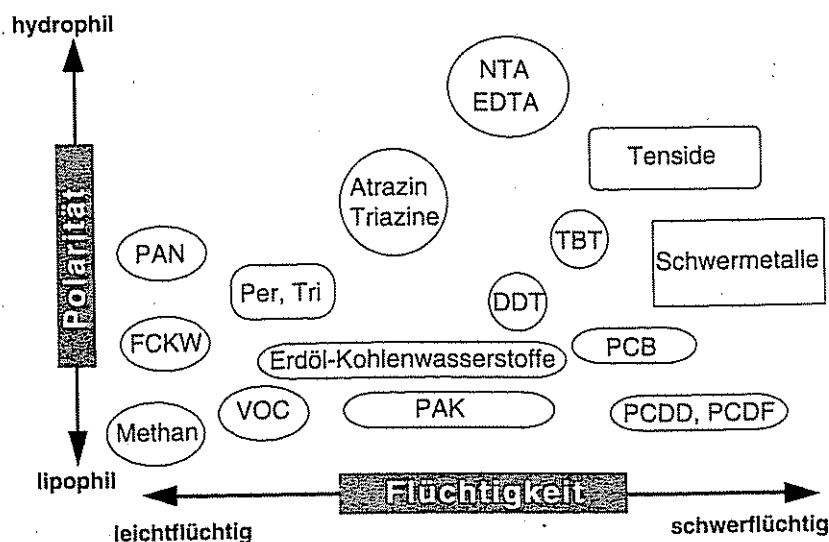 hydrophil
NTA
EDTA
Tenside
Atrazin
Triazine
TBT
PAN
Schwermetalle
Polarität
Per, Tri
DDT
FCKW
Erdöl-Kohlenwasserstoffe
PCB
VOC
PAK
PCDD, PCDF
Methan
lipophil
Flüchtigkeit
leichtflüchtig
schwerflüchtig